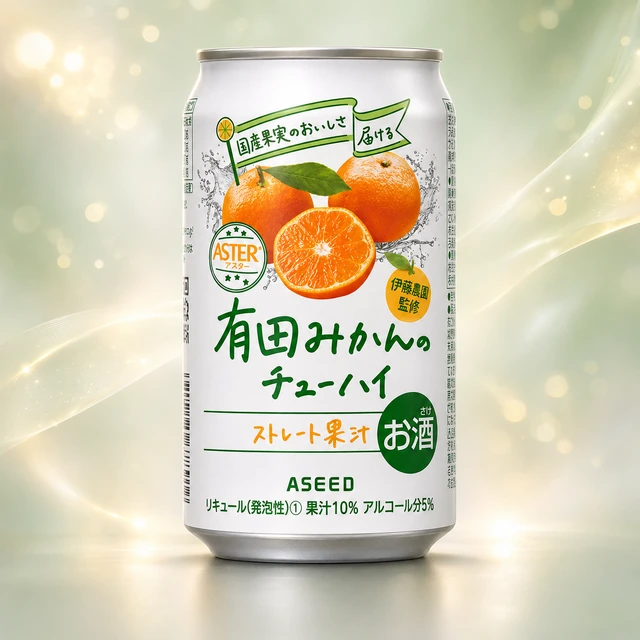 国産果実のおいしさ 届ける
ASTER®
アスター
伊藤農園
監修
有田みかんの
チューハイ
ストレート果汁
さけ
お酒
ASEED
リキュール(発泡性)① 果汁10% アルコール分5%